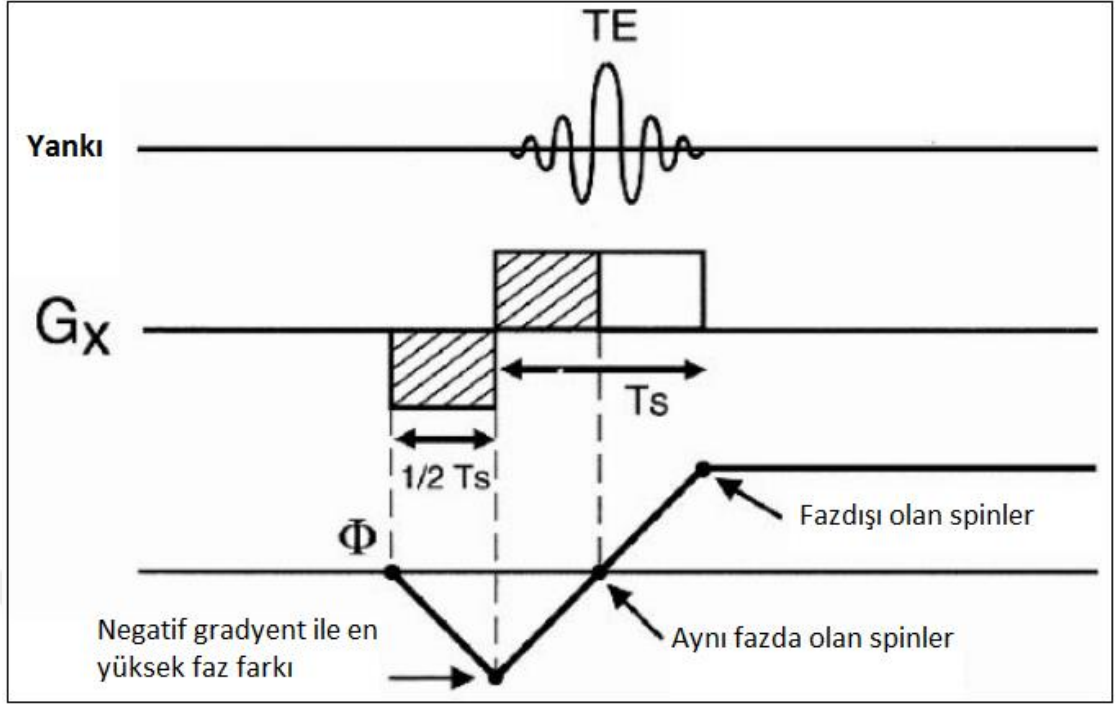 TE
Yankı
Gx
Ts
1/2 Ts
Fazdışı olan spinler
Φ
Negatif gradyent ile en
yüksek faz farkı
Aynı fazda olan spinler